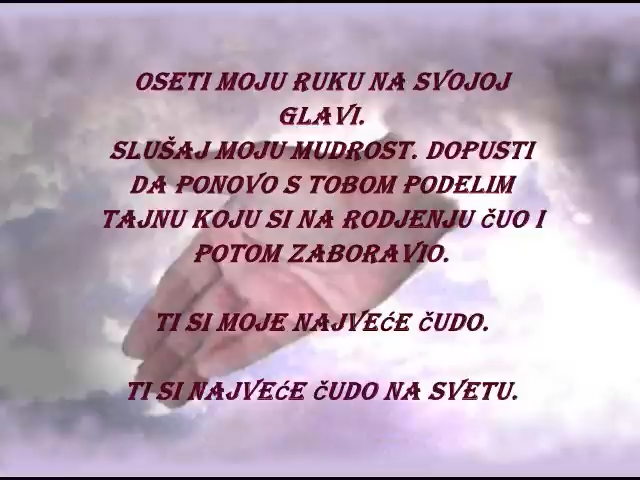 OSETI MOJU RUKU NA SVOJOJ
GLAVI.
SLUŠAJ MOJU MUDROST. DOPUSTI
DA PONOVO S TOBOM PODELIM
TAJNU KOJU SI NA RODJENJU ČUO I
POTOM ZABORAVIO.
TI SI MOJE NAJVEĆE ČUDO.
TI SI NAJVEĆE ČUDO NA SVETU.